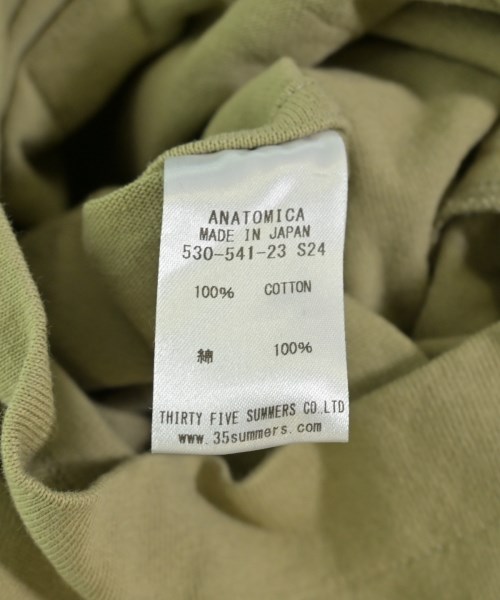 ANATOMICA
MADE IN JAPAN
530-541-23 S24
100% COTTON
綿 100%
THIRTY FIVE SUMMERS CO.,LTD
www.35summers.com